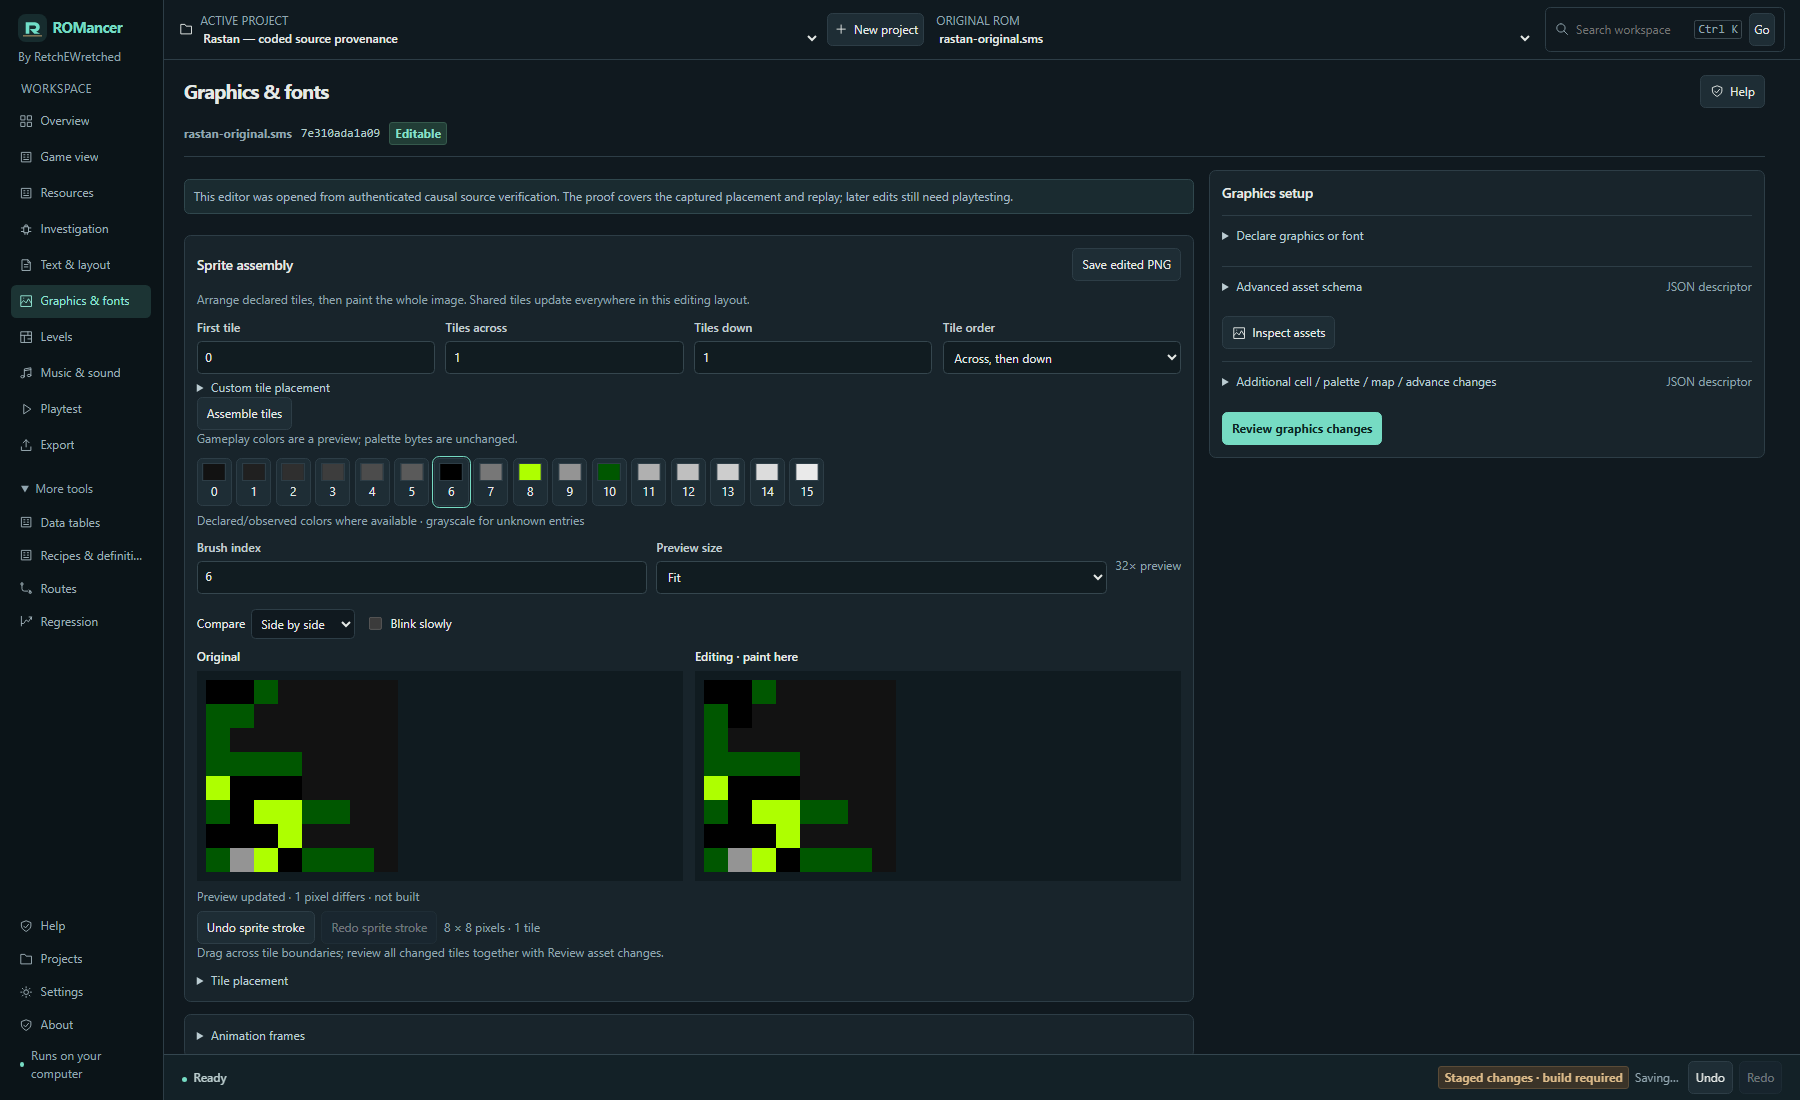 ROMancer
By RetchEWretched
WORKSPACE
Overview
Game view
Resources
Investigation
Text & layout
Graphics & fonts
Levels
Music & sound
Playtest
Export
More tools
Data tables
Recipes & definiti...
Routes
Regression
Help
Projects
Settings
About
Runs on your
computer
ACTIVE PROJECT
Rastan — coded source provenance
New project
ORIGINAL ROM
rastan-original.sms
Search workspace
Ctrl K
Go
Graphics & fonts
Help
rastan-original.sms 7e310ada1a09 Editable
This editor was opened from authenticated causal source verification. The proof covers the captured placement and replay; later edits still need playtesting.
Sprite assembly
Save edited PNG
Arrange declared tiles, then paint the whole image. Shared tiles update everywhere in this editing layout.
First tile Tiles across Tiles down Tile order
0 1 1 Across, then down
Custom tile placement
Assemble tiles
Gameplay colors are a preview; palette bytes are unchanged.
0 1 2 3 4 5 6 7 8 9 10 11 12 13 14 15
Declared/observed colors where available · grayscale for unknown entries
Brush index Preview size
6 Fit 32× preview
Compare Side by side Blink slowly
Original Editing · paint here
Preview updated · 1 pixel differs · not built
Undo sprite stroke Redo sprite stroke 8 × 8 pixels · 1 tile
Drag across tile boundaries; review all changed tiles together with Review asset changes.
Tile placement
Animation frames
Graphics setup
Declare graphics or font
Advanced asset schema JSON descriptor
Inspect assets
Additional cell / palette / map / advance changes JSON descriptor
Review graphics changes
Ready
Staged changes · build required Saving... Undo Redo